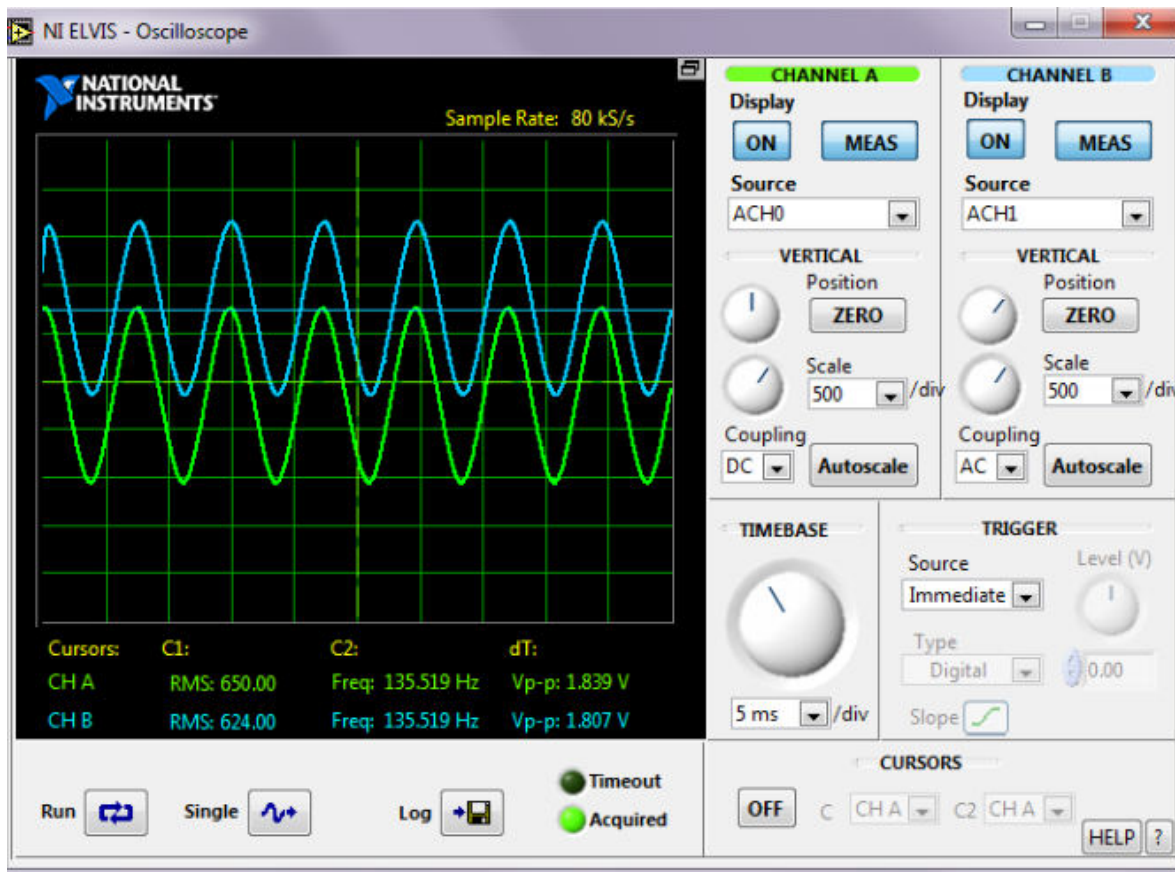 NI ELVIS - Oscilloscope
NATIONAL
INSTRUMENTS
Sample Rate: 80 kS/s
Cursors: C1: C2: dT:
CH A RMS: 650.00 Freq: 135.519 Hz Vp-p: 1.839 V
CH B RMS: 624.00 Freq: 135.519 Hz Vp-p: 1.807 V
CHANNEL A
Display
ON MEAS
Source
ACH0
VERTICAL
Position
ZERO
Scale
500 /div
Coupling
DC Autoscale
CHANNEL B
Display
ON MEAS
Source
ACH1
VERTICAL
Position
ZERO
Scale
500 /div
Coupling
AC Autoscale
TIMEBASE
5 ms /div
TRIGGER
Source
Immediate
Level (V)
Type
Digital
0.00
Slope
Run Single Log
Timeout
Acquired
CURSORS
OFF C CH A C2 CH A
HELP ?